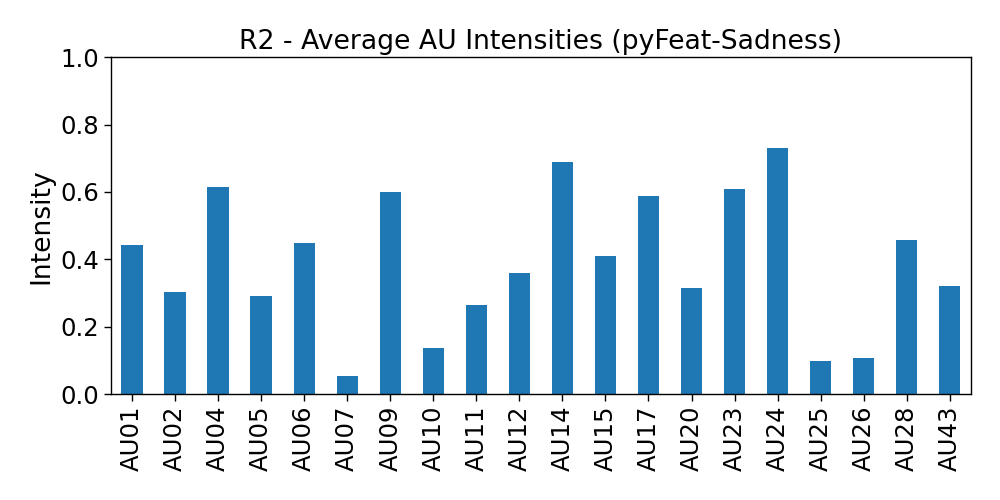 R2 - Average AU Intensities (pyFeat-Sadness)
Intensity
1.0
0.8
0.6
0.4
0.2
0.0
AU01
AU02
AU04
AU05
AU06
AU07
AU09
AU10
AU11
AU12
AU14
AU15
AU17
AU20
AU23
AU24
AU25
AU26
AU28
AU43